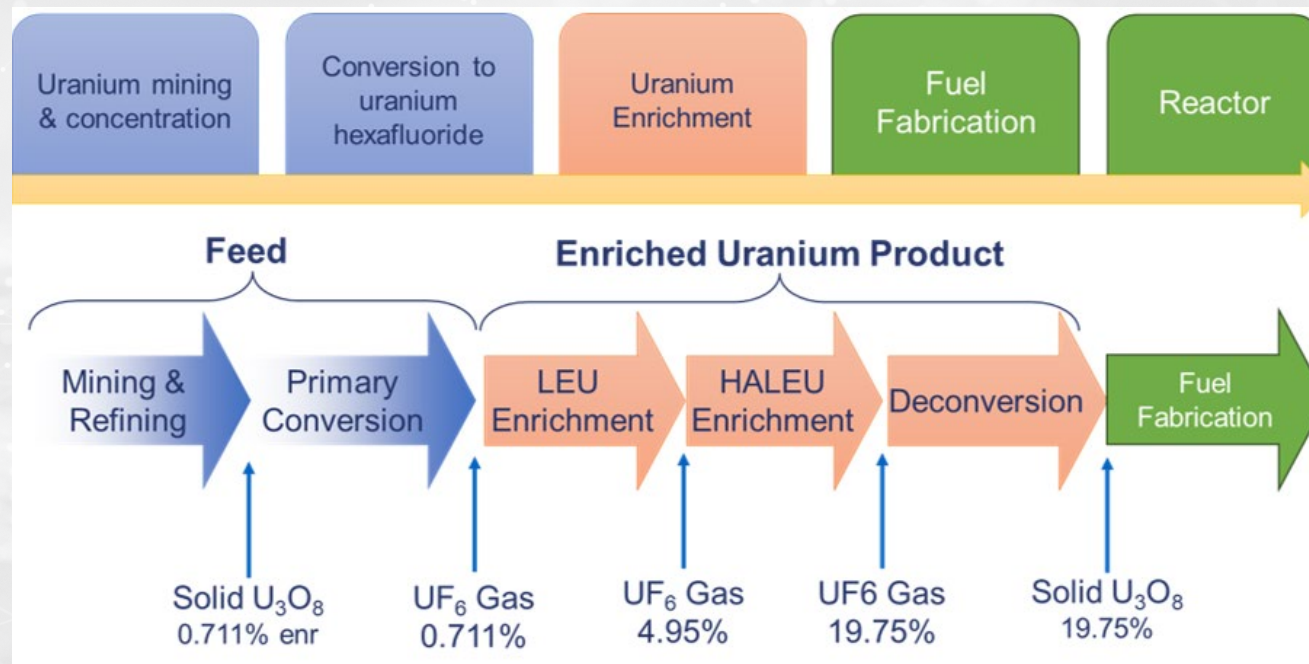 Uranium mining
& concentration
Conversion to
uranium
hexafluoride
Uranium
Enrichment
Fuel
Fabrication
Reactor
Feed
Enriched Uranium Product
Mining &
Refining
Primary
Conversion
LEU
Enrichment
HALEU
Enrichment
Deconversion
Fuel
Fabrication
Solid U₃O₈
0.711% enr
UF₆ Gas
0.711%
UF₆ Gas
4.95%
UF6 Gas
19.75%
Solid U₃O₈
19.75%